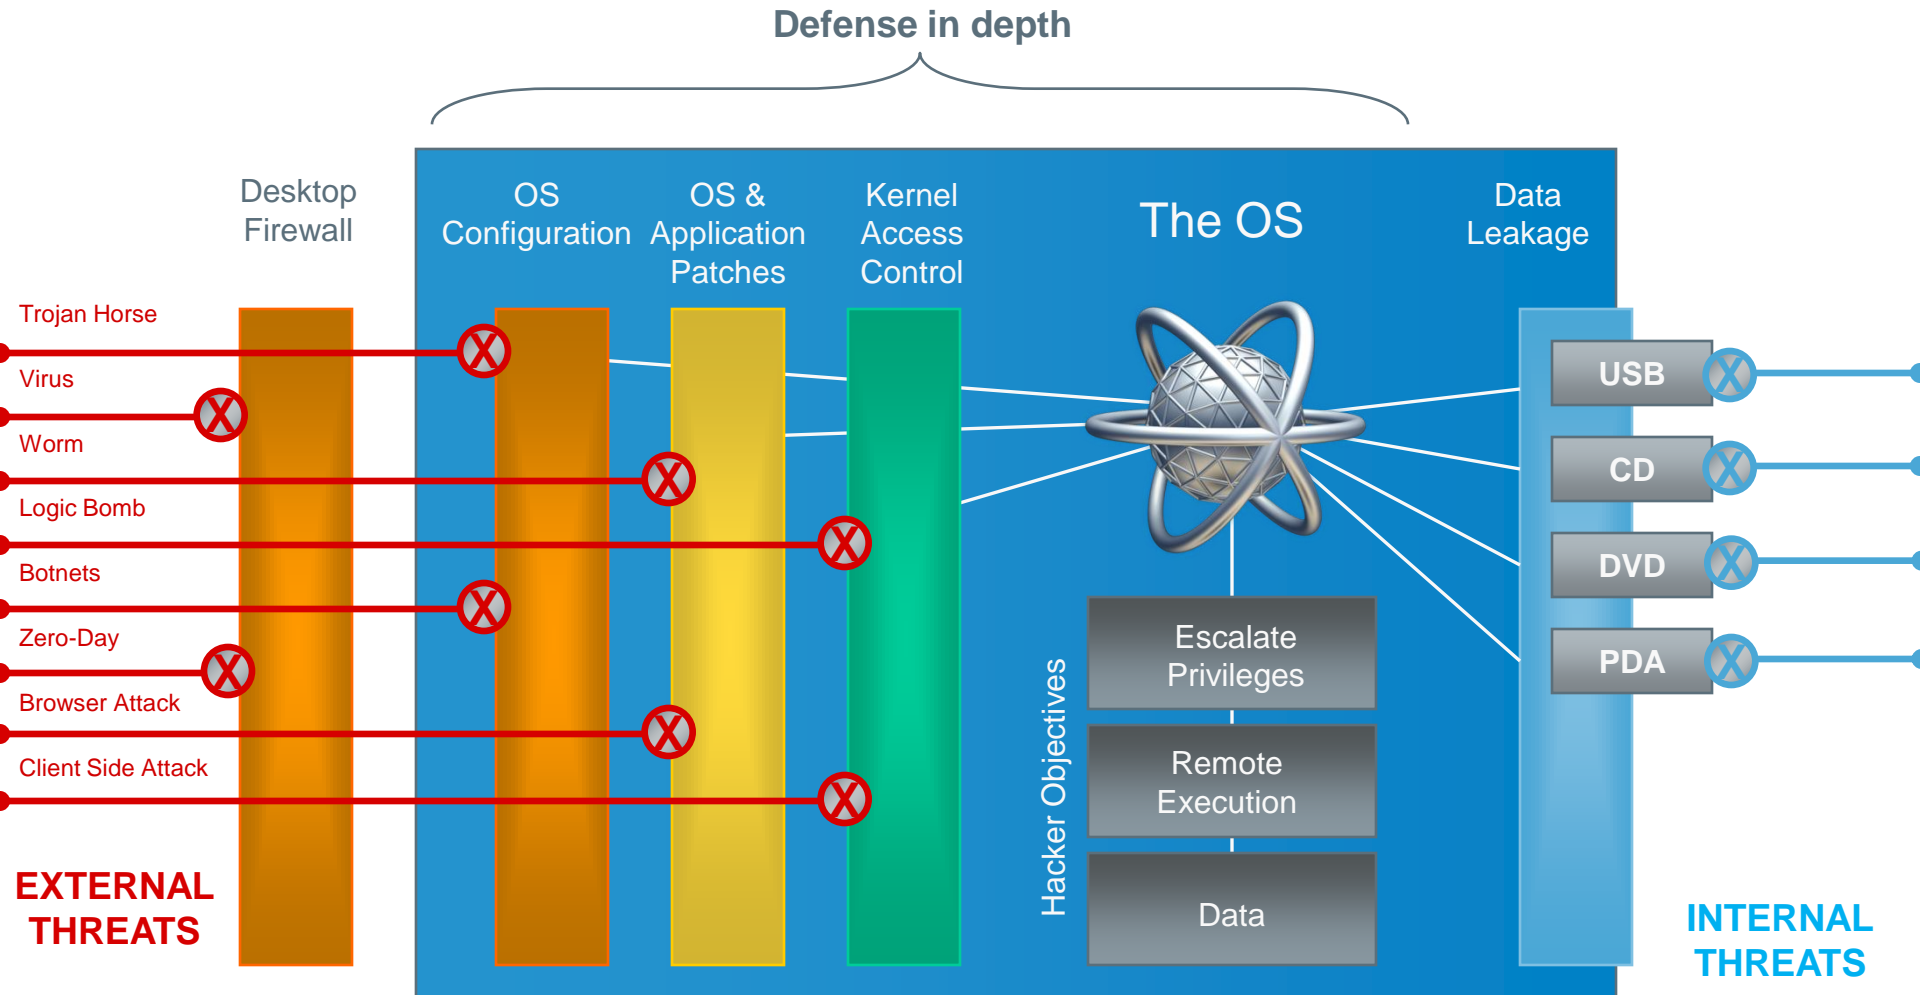 Defense in depth
Desktop
Firewall
OS
Configuration
OS &
Application
Patches
Kernel
Access
Control
The OS
Data
Leakage
Trojan Horse
X
Virus
X
Worm
X
Logic Bomb
X
Botnets
X
Zero-Day
X
Browser Attack
X
Client Side Attack
X
EXTERNAL
THREATS
Hacker Objectives
Escalate
Privileges
Remote
Execution
Data
USB
X
CD
X
DVD
X
PDA
X
INTERNAL
THREATS